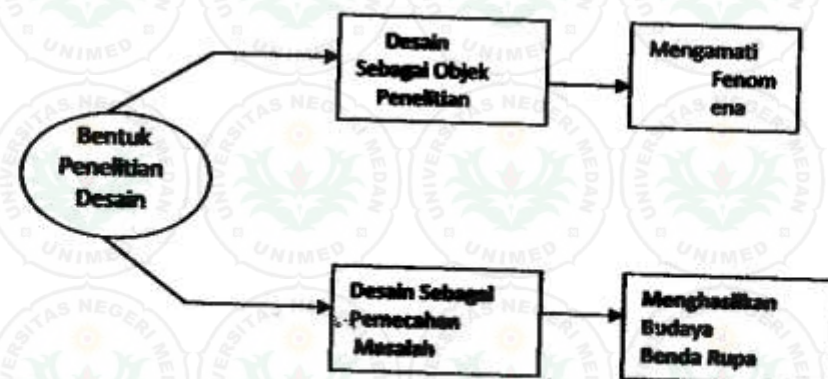 Bentuk
Penelitian
Desain
Desain
Sebagai Objek
Penelitian
Mengamati
Fenom
ena
Desain Sebagai
Pemecahan
Masalah
Menghasilkan
Budaya
Benda Rupa